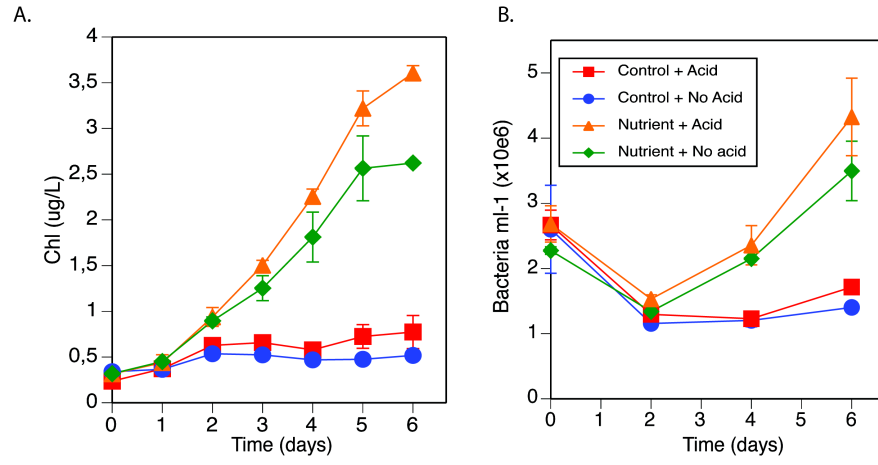 A.
4
3,5
3
2,5
2
1,5
1
0,5
0
Chl (ug/L)
0 1 2 3 4 5 6
Time (days)
B.
5
4
3
2
1
0
Bacteria ml-1 (x10e6)
Control + Acid
Control + No Acid
Nutrient + Acid
Nutrient + No acid
0 1 2 3 4 5 6
Time (days)